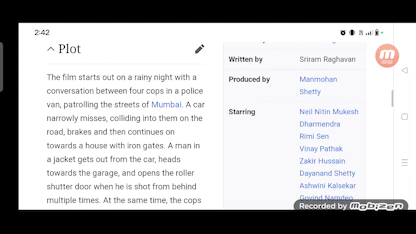 2:42
Plot
The film starts out on a rainy night with a
conversation between four cops in a police
van, patrolling the streets of Mumbai. A car
narrowly misses, colliding into them on the
road, brakes and then continues on
towards a house with iron gates. A man in
a jacket gets out from the car, heads
towards the garage, and opens the roller
shutter door when he is shot from behind
multiple times. At the same time, the cops
Written by Sriram Raghavan
Produced by Manmohan
Shetty
Starring Neil Nitin Mukesh
Dharmendra
Rimi Sen
Vinay Pathak
Zakir Hussain
Dayanand Shetty
Ashwini Kalsekar
Govind Namdeo
Recorded by Mobizen